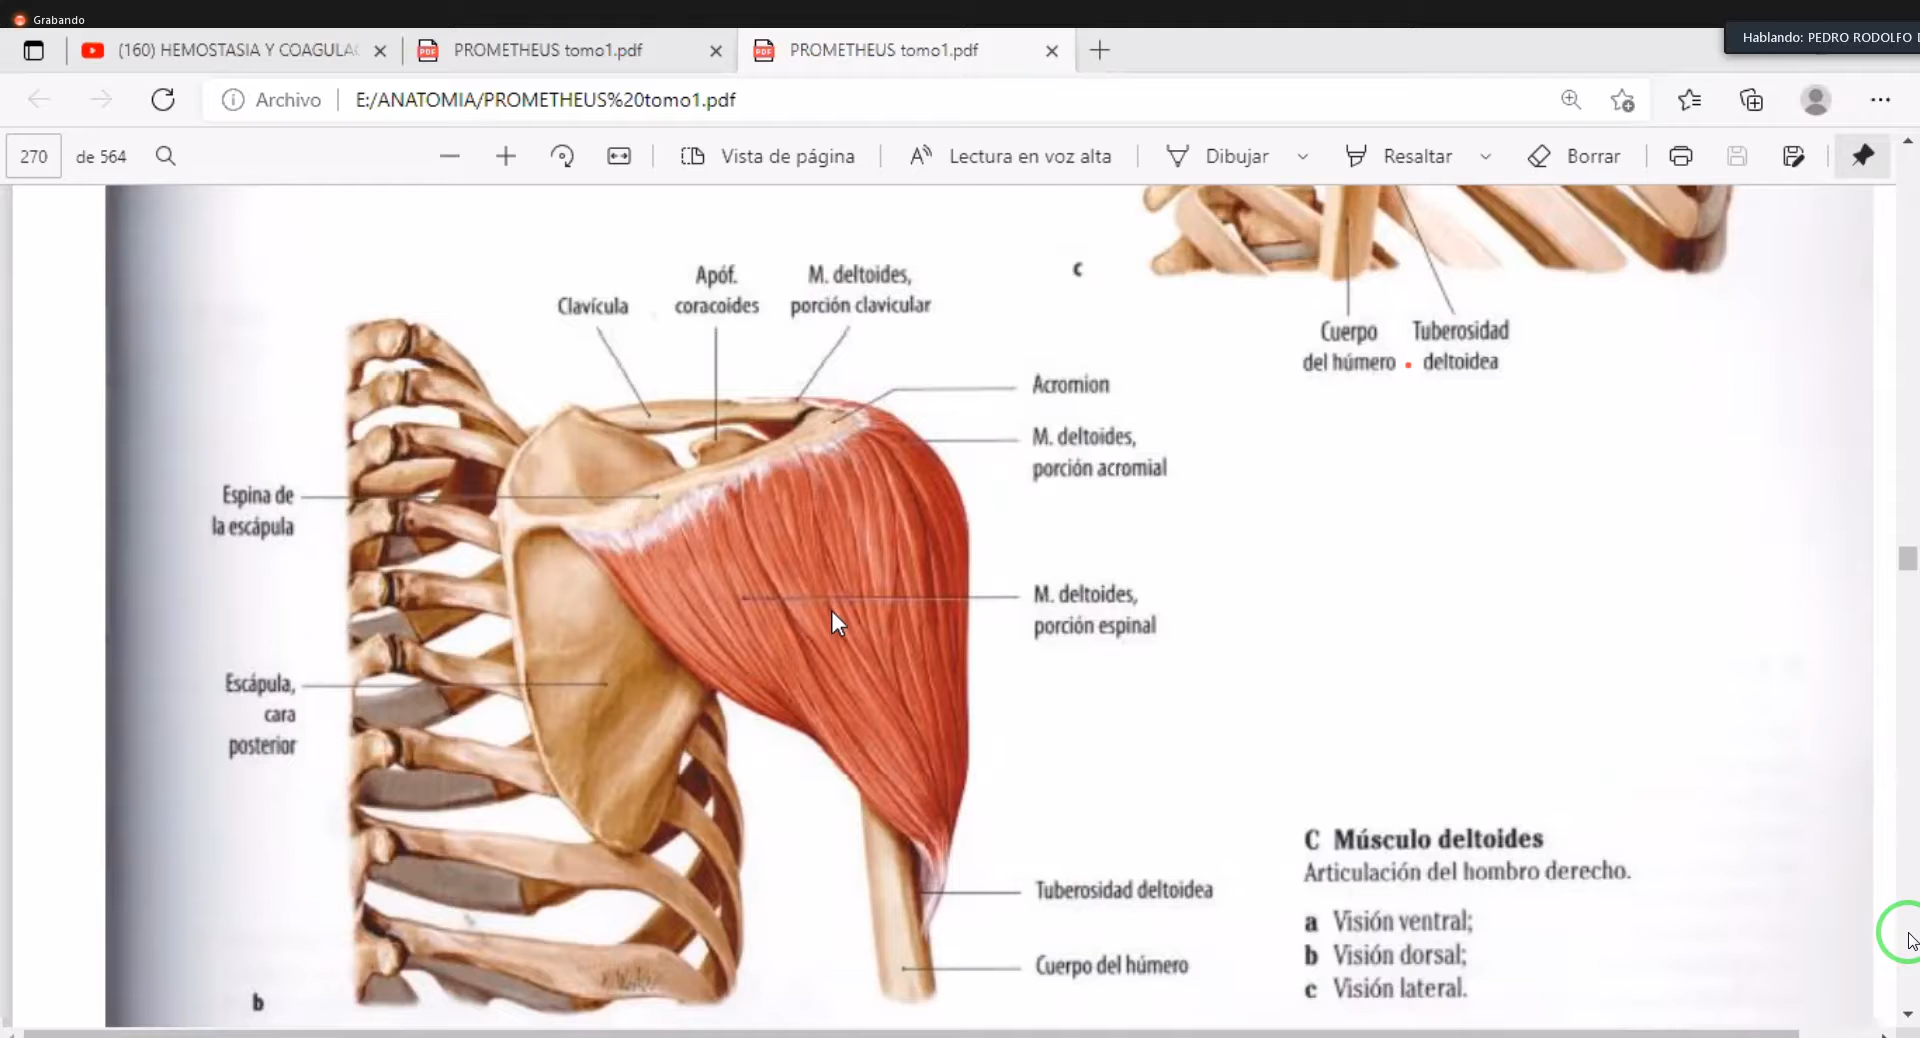 Grabando
(160) HEMOSTASIA Y COAGULA
PROMETHEUS tomo1.pdf
PROMETHEUS tomo1.pdf
Hablando: PEDRO RODOLFO
Archivo
E:/ANATOMIA/PROMETHEUS%20tomo1.pdf
270
de 564
Vista de página
Lectura en voz alta
Dibujar
Resaltar
Borrar
c
Cuerpo
del húmero
Tuberosidad
deltoidea
Clavícula
Apóf.
coracoides
M. deltoides,
porción clavicular
Acromion
M. deltoides,
porción acromial
Espina de
la escápula
M. deltoides,
porción espinal
Escápula,
cara
posterior
Tuberosidad deltoidea
Cuerpo del húmero
b
C Músculo deltoides
Articulación del hombro derecho.
a Visión ventral;
b Visión dorsal;
c Visión lateral.